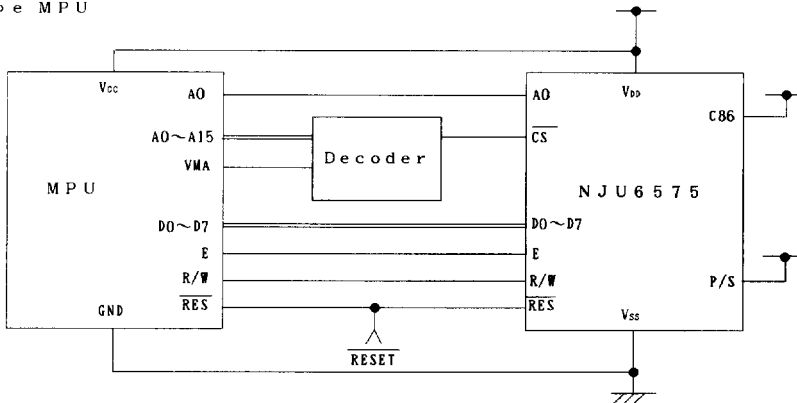 pe MPU
VCC
A0
A0~A15
VMA
MPU
D0~D7
E
R/W
RES
GND
Decoder
RESET
VDD
A0
CS
C86
NJU6575
D0~D7
E
R/W
P/S
RES
VSS